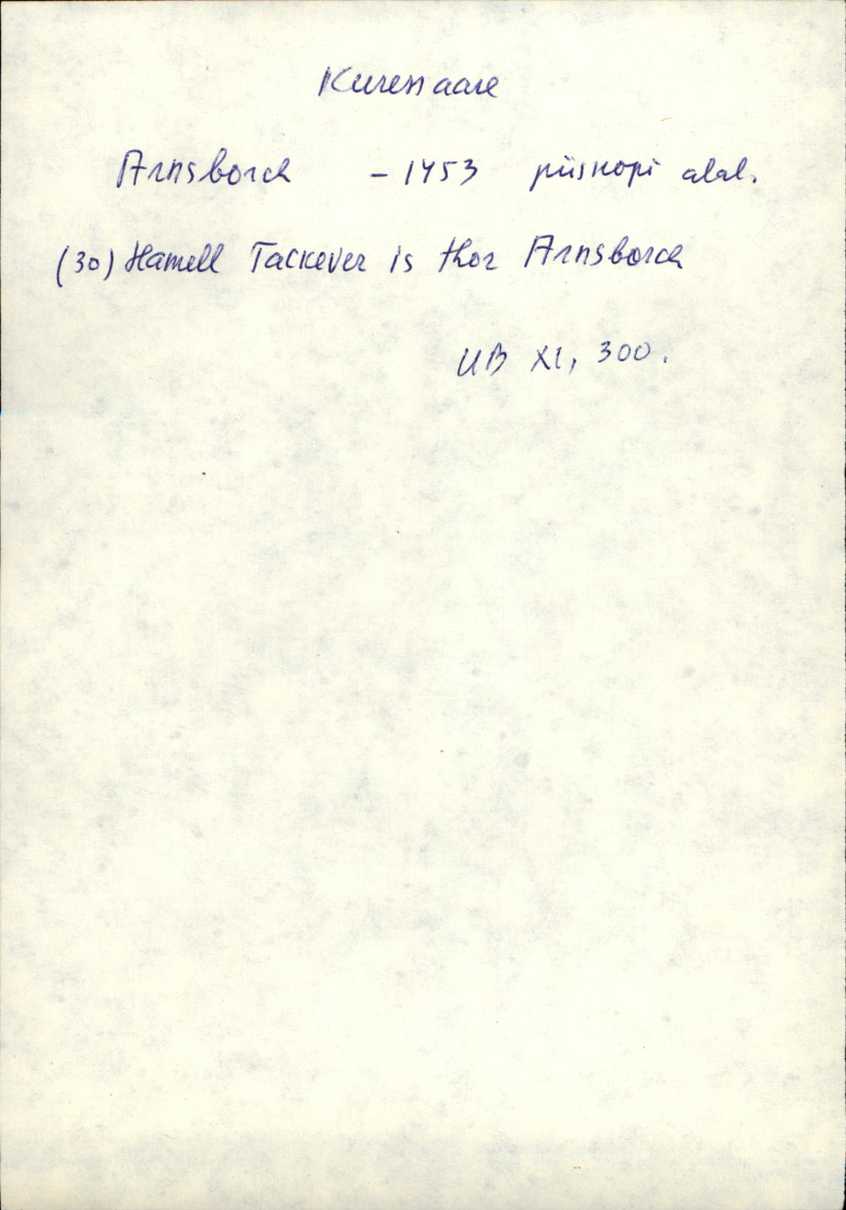 Kuressaare
Arnsborch - 1453 piiskopi alal.
(30) Hamell Tackever is thor Arnsborch
UB XI, 300.